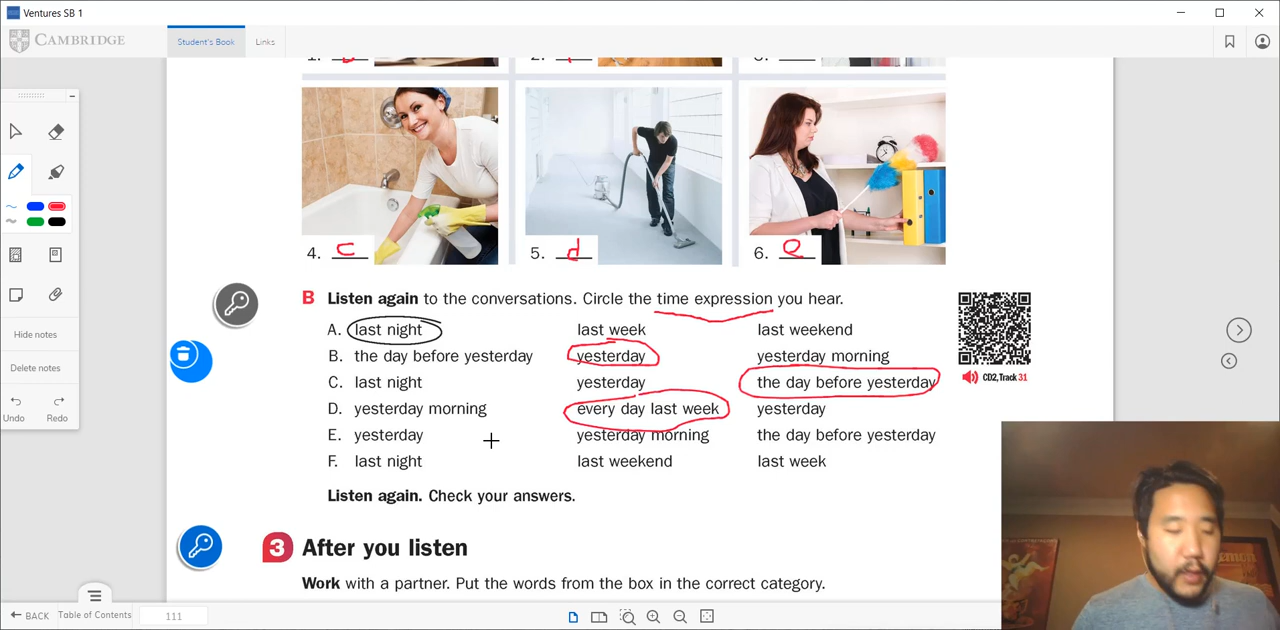 Ventures SB 1
CAMBRIDGE
Student's Book
Links
4. c
5. d
6. e
B Listen again to the conversations. Circle the time expression you hear.
A. last night last week last weekend
B. the day before yesterday yesterday yesterday morning
C. last night yesterday the day before yesterday
D. yesterday morning every day last week yesterday
E. yesterday yesterday morning the day before yesterday
F. last night last weekend last week
CD2, Track 31
Listen again. Check your answers.
3 After you listen
Work with a partner. Put the words from the box in the correct category.
Hide notes
Delete notes
Undo Redo
BACK Table of Contents 111